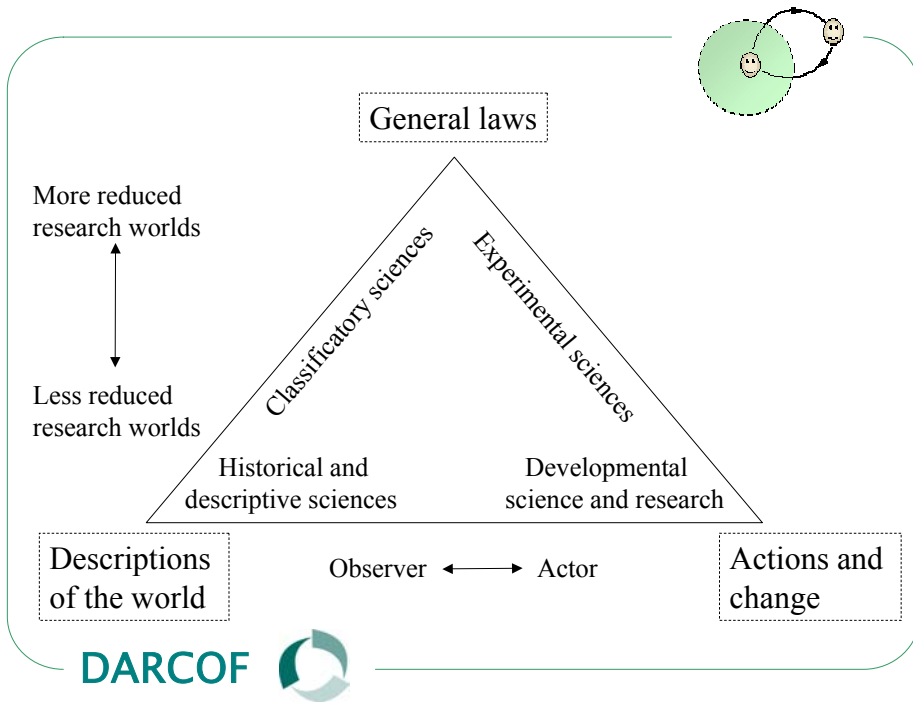 General laws
More reduced
research worlds
Classificatory sciences
Experimental sciences
Less reduced
research worlds
Historical and
descriptive sciences
Developmental
science and research
Descriptions
of the world
Observer
Actor
Actions and
change
DARCOF